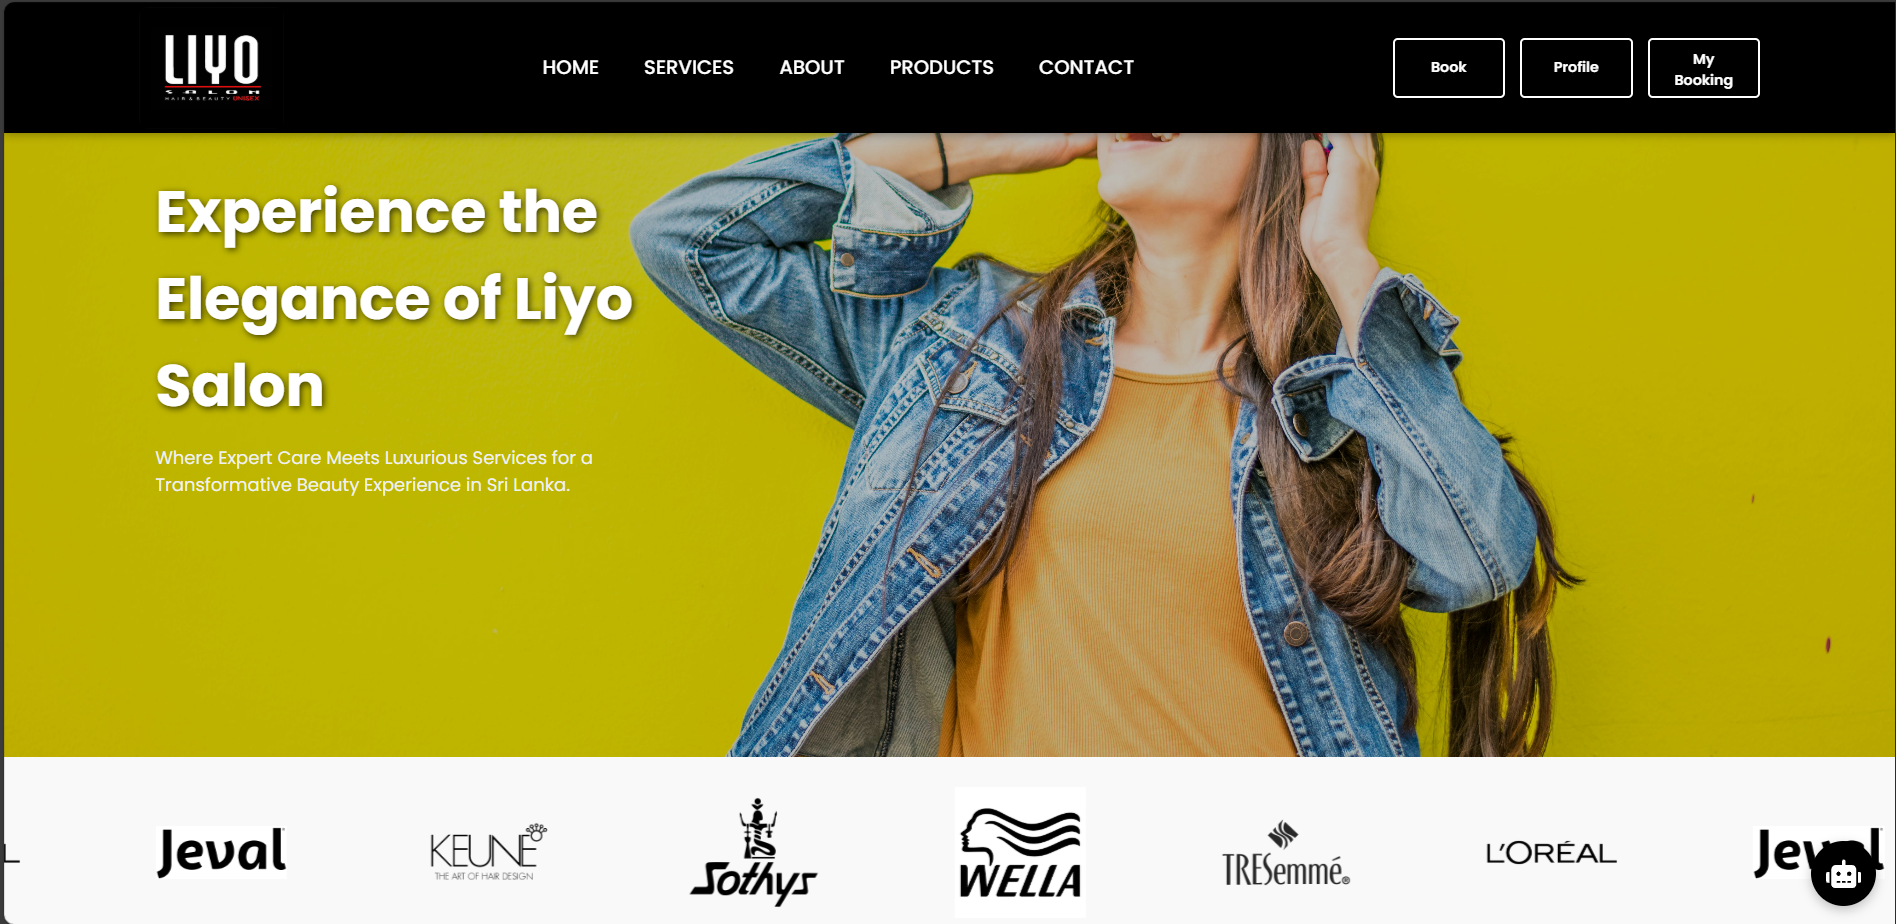 LIYO
SALON
HAIR & BEAUTY UNISEX
HOME
SERVICES
ABOUT
PRODUCTS
CONTACT
Book
Profile
My
Booking
Experience the
Elegance of Liyo
Salon
Where Expert Care Meets Luxurious Services for a
Transformative Beauty Experience in Sri Lanka.
L
Jeval
KEUNE
THE ART OF HAIR DESIGN
Sothys
WELLA
TRESemmé®
L'ORÉAL
Jeval